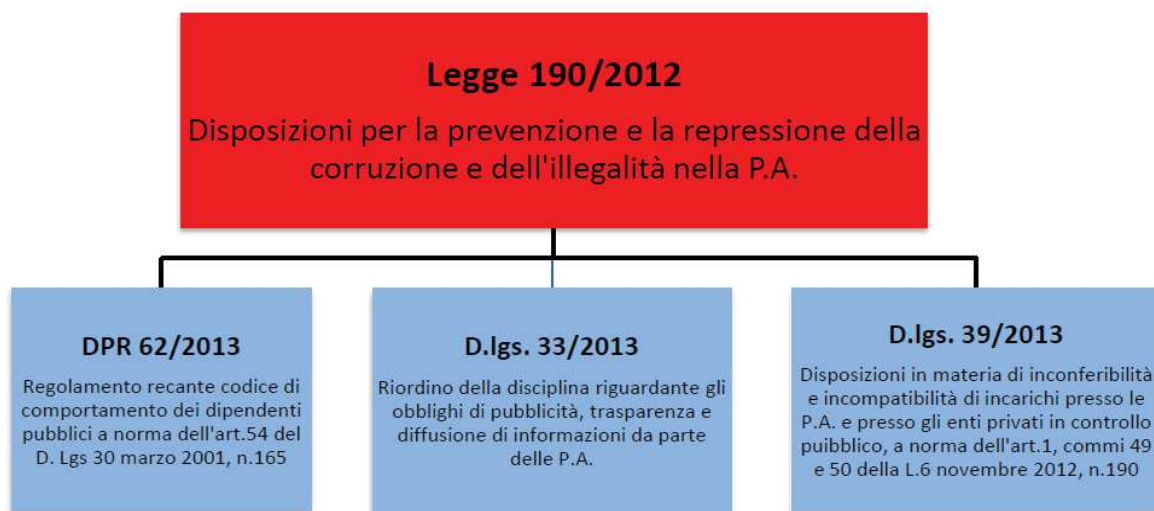 Legge 190/2012
Disposizioni per la prevenzione e la repressione della
corruzione e dell'illegalità nella P.A.
DPR 62/2013
Regolamento recante codice di
comportamento dei dipendenti
pubblici a norma dell'art.54 del
D. Lgs 30 marzo 2001, n.165
D.lgs. 33/2013
Riordino della disciplina riguardante gli
obblighi di pubblicità, trasparenza e
diffusione di informazioni da parte
delle P.A.
D.lgs. 39/2013
Disposizioni in materia di inconferibilità
e incompatibilità di incarichi presso le
P.A. e presso gli enti privati in controllo
puibblico, a norma dell'art.1, commi 49
e 50 della L.6 novembre 2012, n.190